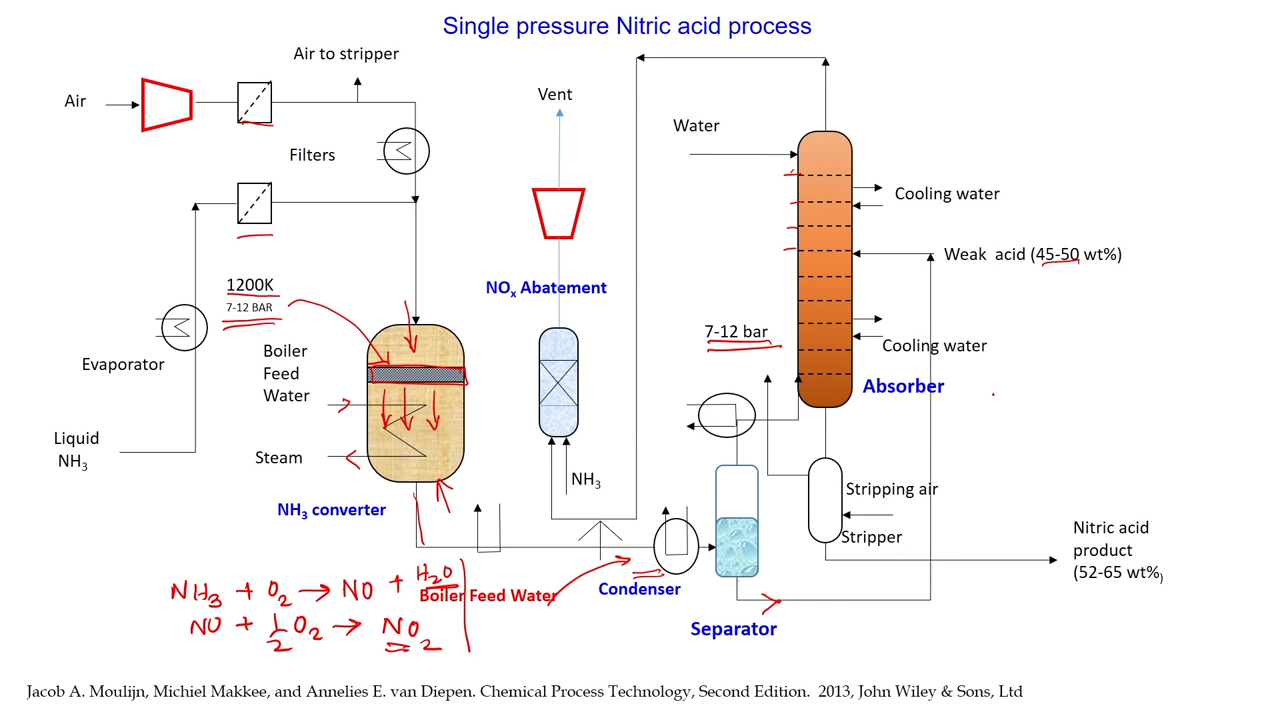 Single pressure Nitric acid process
Air to stripper
Air
Filters
Vent
Water
Cooling water
Weak acid (45-50 wt%)
1200K
7-12 BAR
NOx Abatement
7-12 bar
Evaporator
Boiler
Feed
Water
Cooling water
Absorber
Liquid
NH3
Steam
NH3
NH3 converter
Stripping air
Stripper
Nitric acid
product
(52-65 wt%)
NH3 + O2 → NO + H2O
Boiler Feed Water
Condenser
NO + 1/2 O2 → NO2
Separator
Jacob A. Moulijn, Michiel Makkee, and Annelies E. van Diepen. Chemical Process Technology, Second Edition. 2013, John Wiley & Sons, Ltd